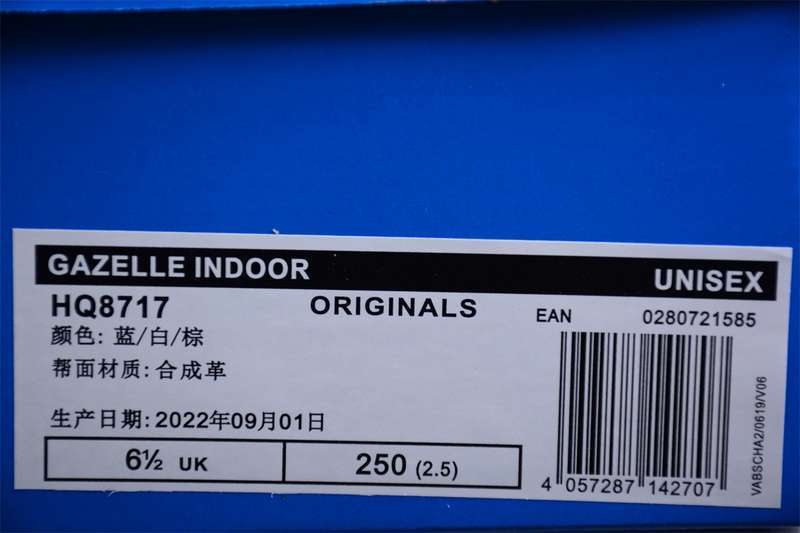 GAZELLE INDOOR UNISEX
HQ8717 ORIGINALS EAN 0280721585
颜色: 蓝/白/棕
帮面材质: 合成革
生产日期: 2022年09月01日
6½ UK 250 (2.5)
4 057287 142707
VABSCHA2/0619/V06